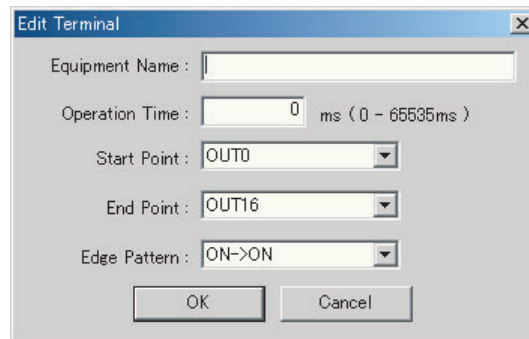 Edit Terminal
Equipment Name :
Operation Time : 0 ms ( 0 - 65535ms )
Start Point : OUT0
End Point : OUT16
Edge Pattern : ON->ON
OK Cancel